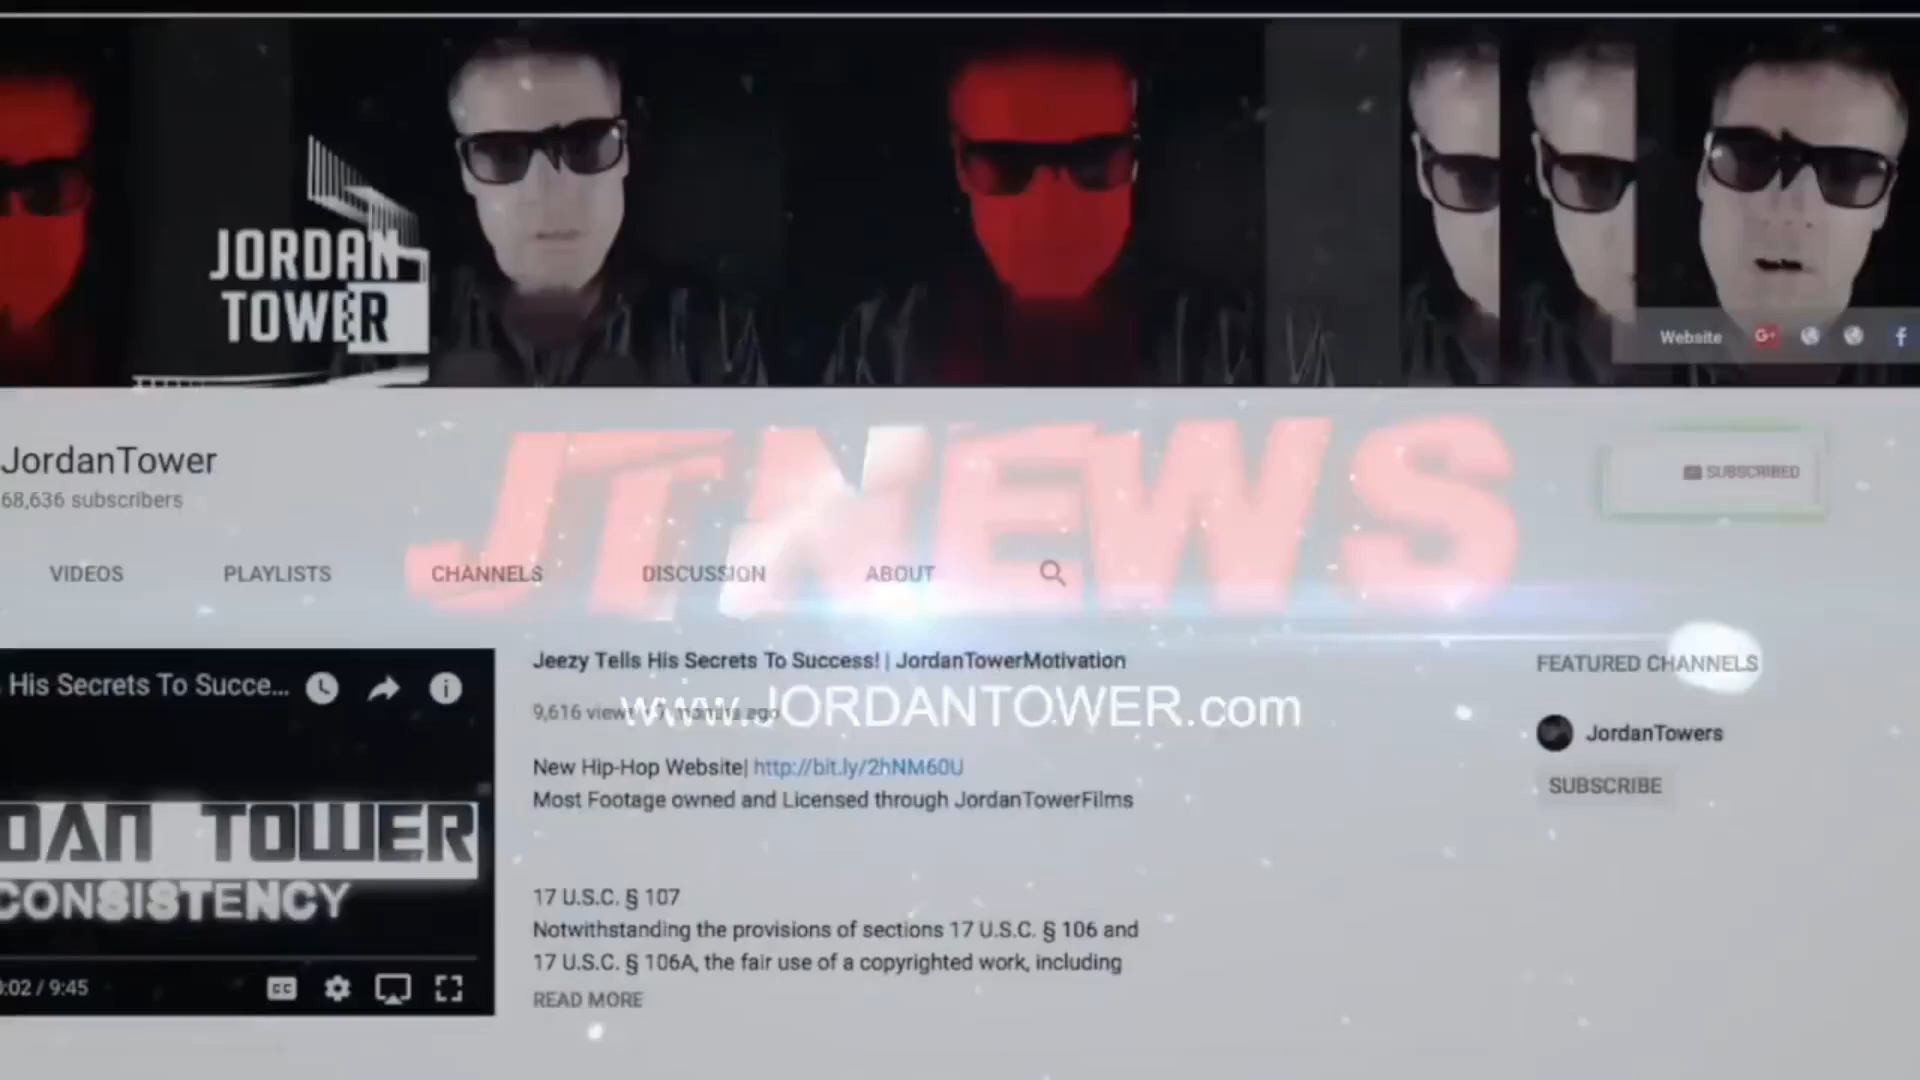 JORDAN
TOWER
Website
JordanTower
68,636 subscribers
SUBSCRIBED
JTNEWS
VIDEOS PLAYLISTS CHANNELS DISCUSSION ABOUT
His Secrets To Succe...
Jeezy Tells His Secrets To Success! | JordanTowerMotivation
9,616 views
www.JORDANTOWER.com
New Hip-Hop Website| http://bit.ly/2hNM60U
Most Footage owned and Licensed through JordanTowerFilms
DAN TOWER
CONSISTENCY
17 U.S.C. § 107
Notwithstanding the provisions of sections 17 U.S.C. § 106 and
17 U.S.C. § 106A, the fair use of a copyrighted work, including
READ MORE
:02 / 9:45
CC
FEATURED CHANNELS
JordanTowers
SUBSCRIBE